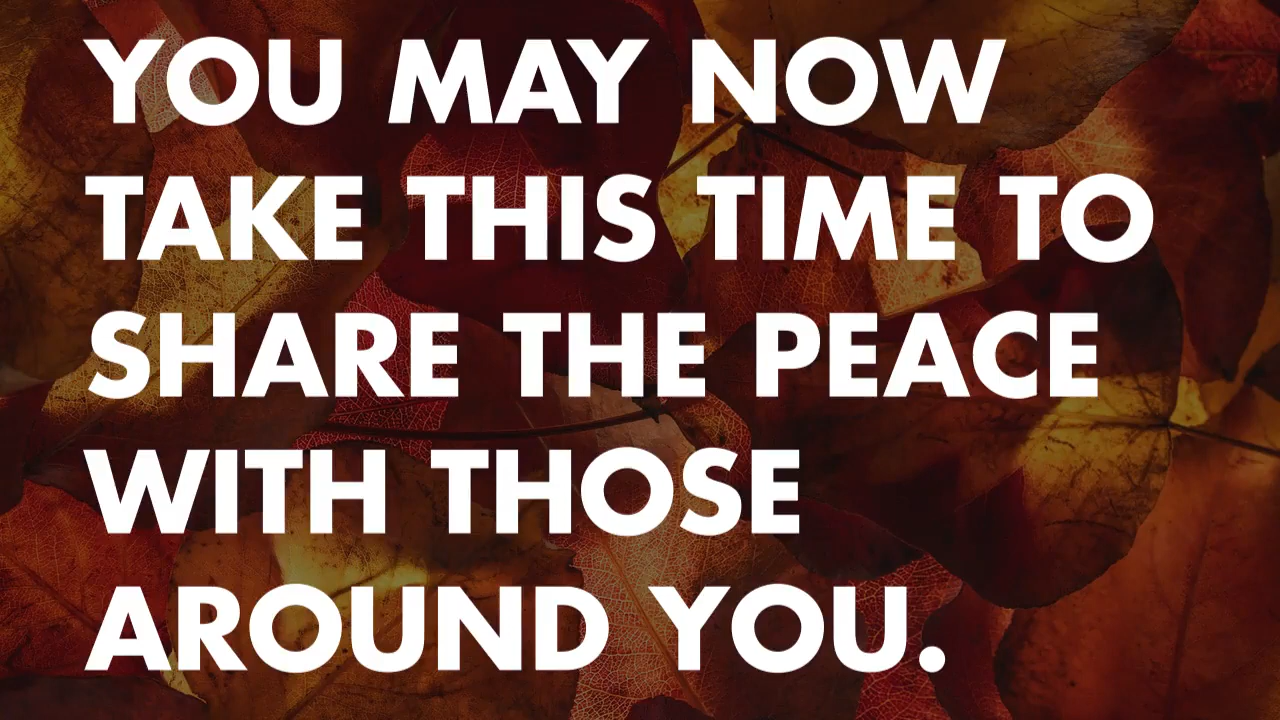 YOU MAY NOW
TAKE THIS TIME TO
SHARE THE PEACE
WITH THOSE
AROUND YOU.